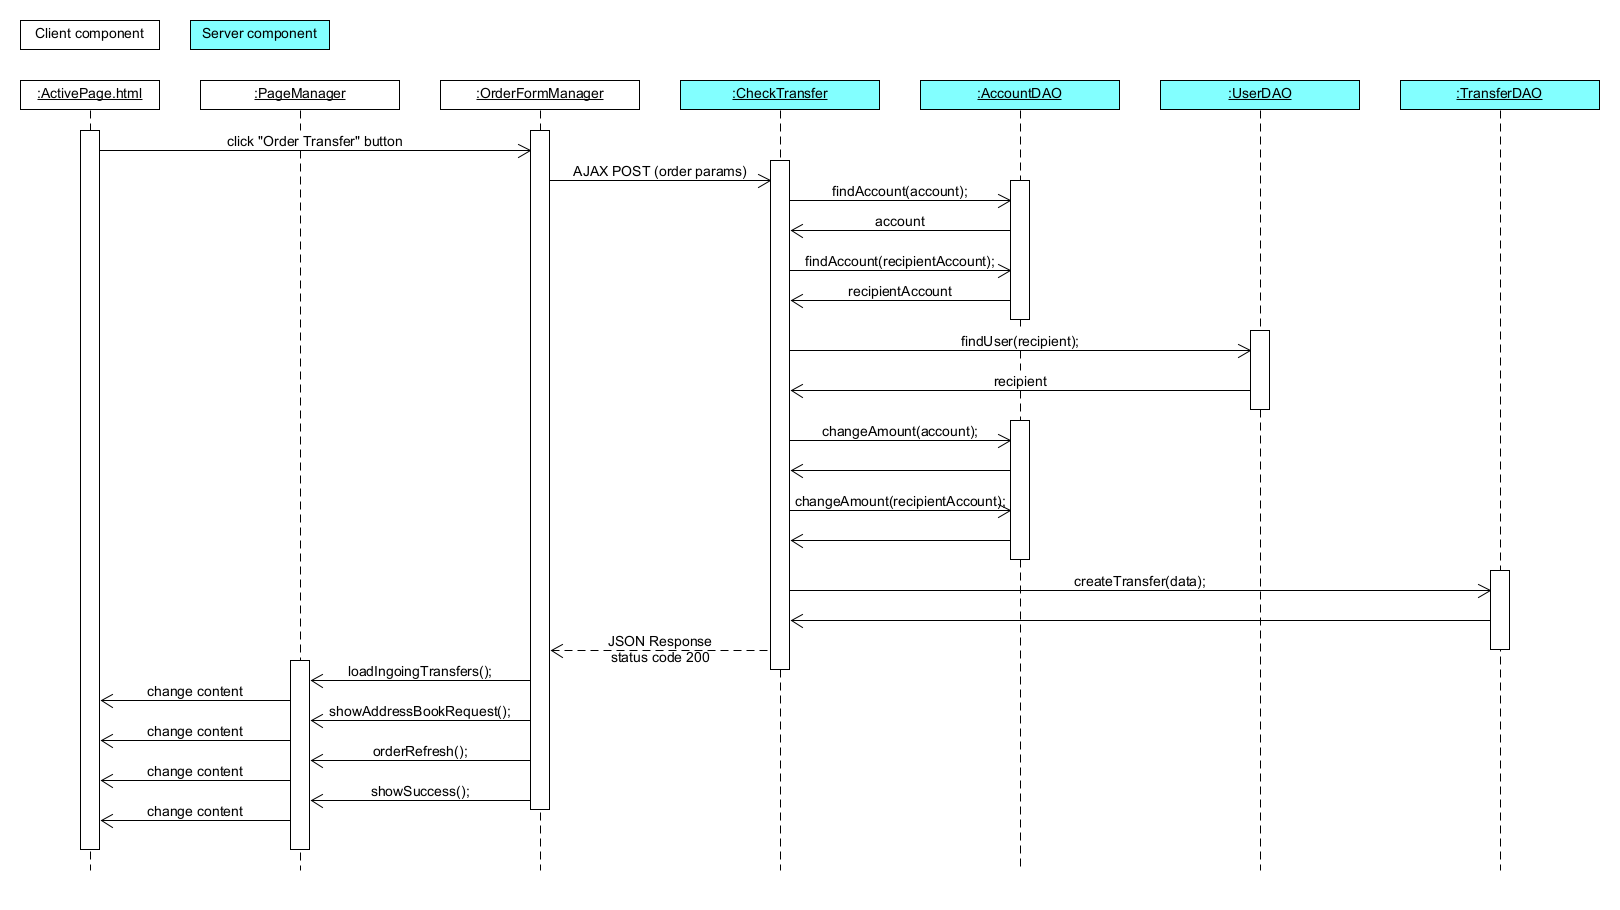 Client component
Server component
:ActivePage.html
:PageManager
:OrderFormManager
:CheckTransfer
:AccountDAO
:UserDAO
:TransferDAO
click "Order Transfer" button
AJAX POST (order params)
findAccount(account);
account
findAccount(recipientAccount);
recipientAccount
findUser(recipient);
recipient
changeAmount(account);
changeAmount(recipientAccount);
createTransfer(data);
JSON Response
status code 200
loadIngoingTransfers();
change content
showAddressBookRequest();
change content
orderRefresh();
change content
showSuccess();
change content